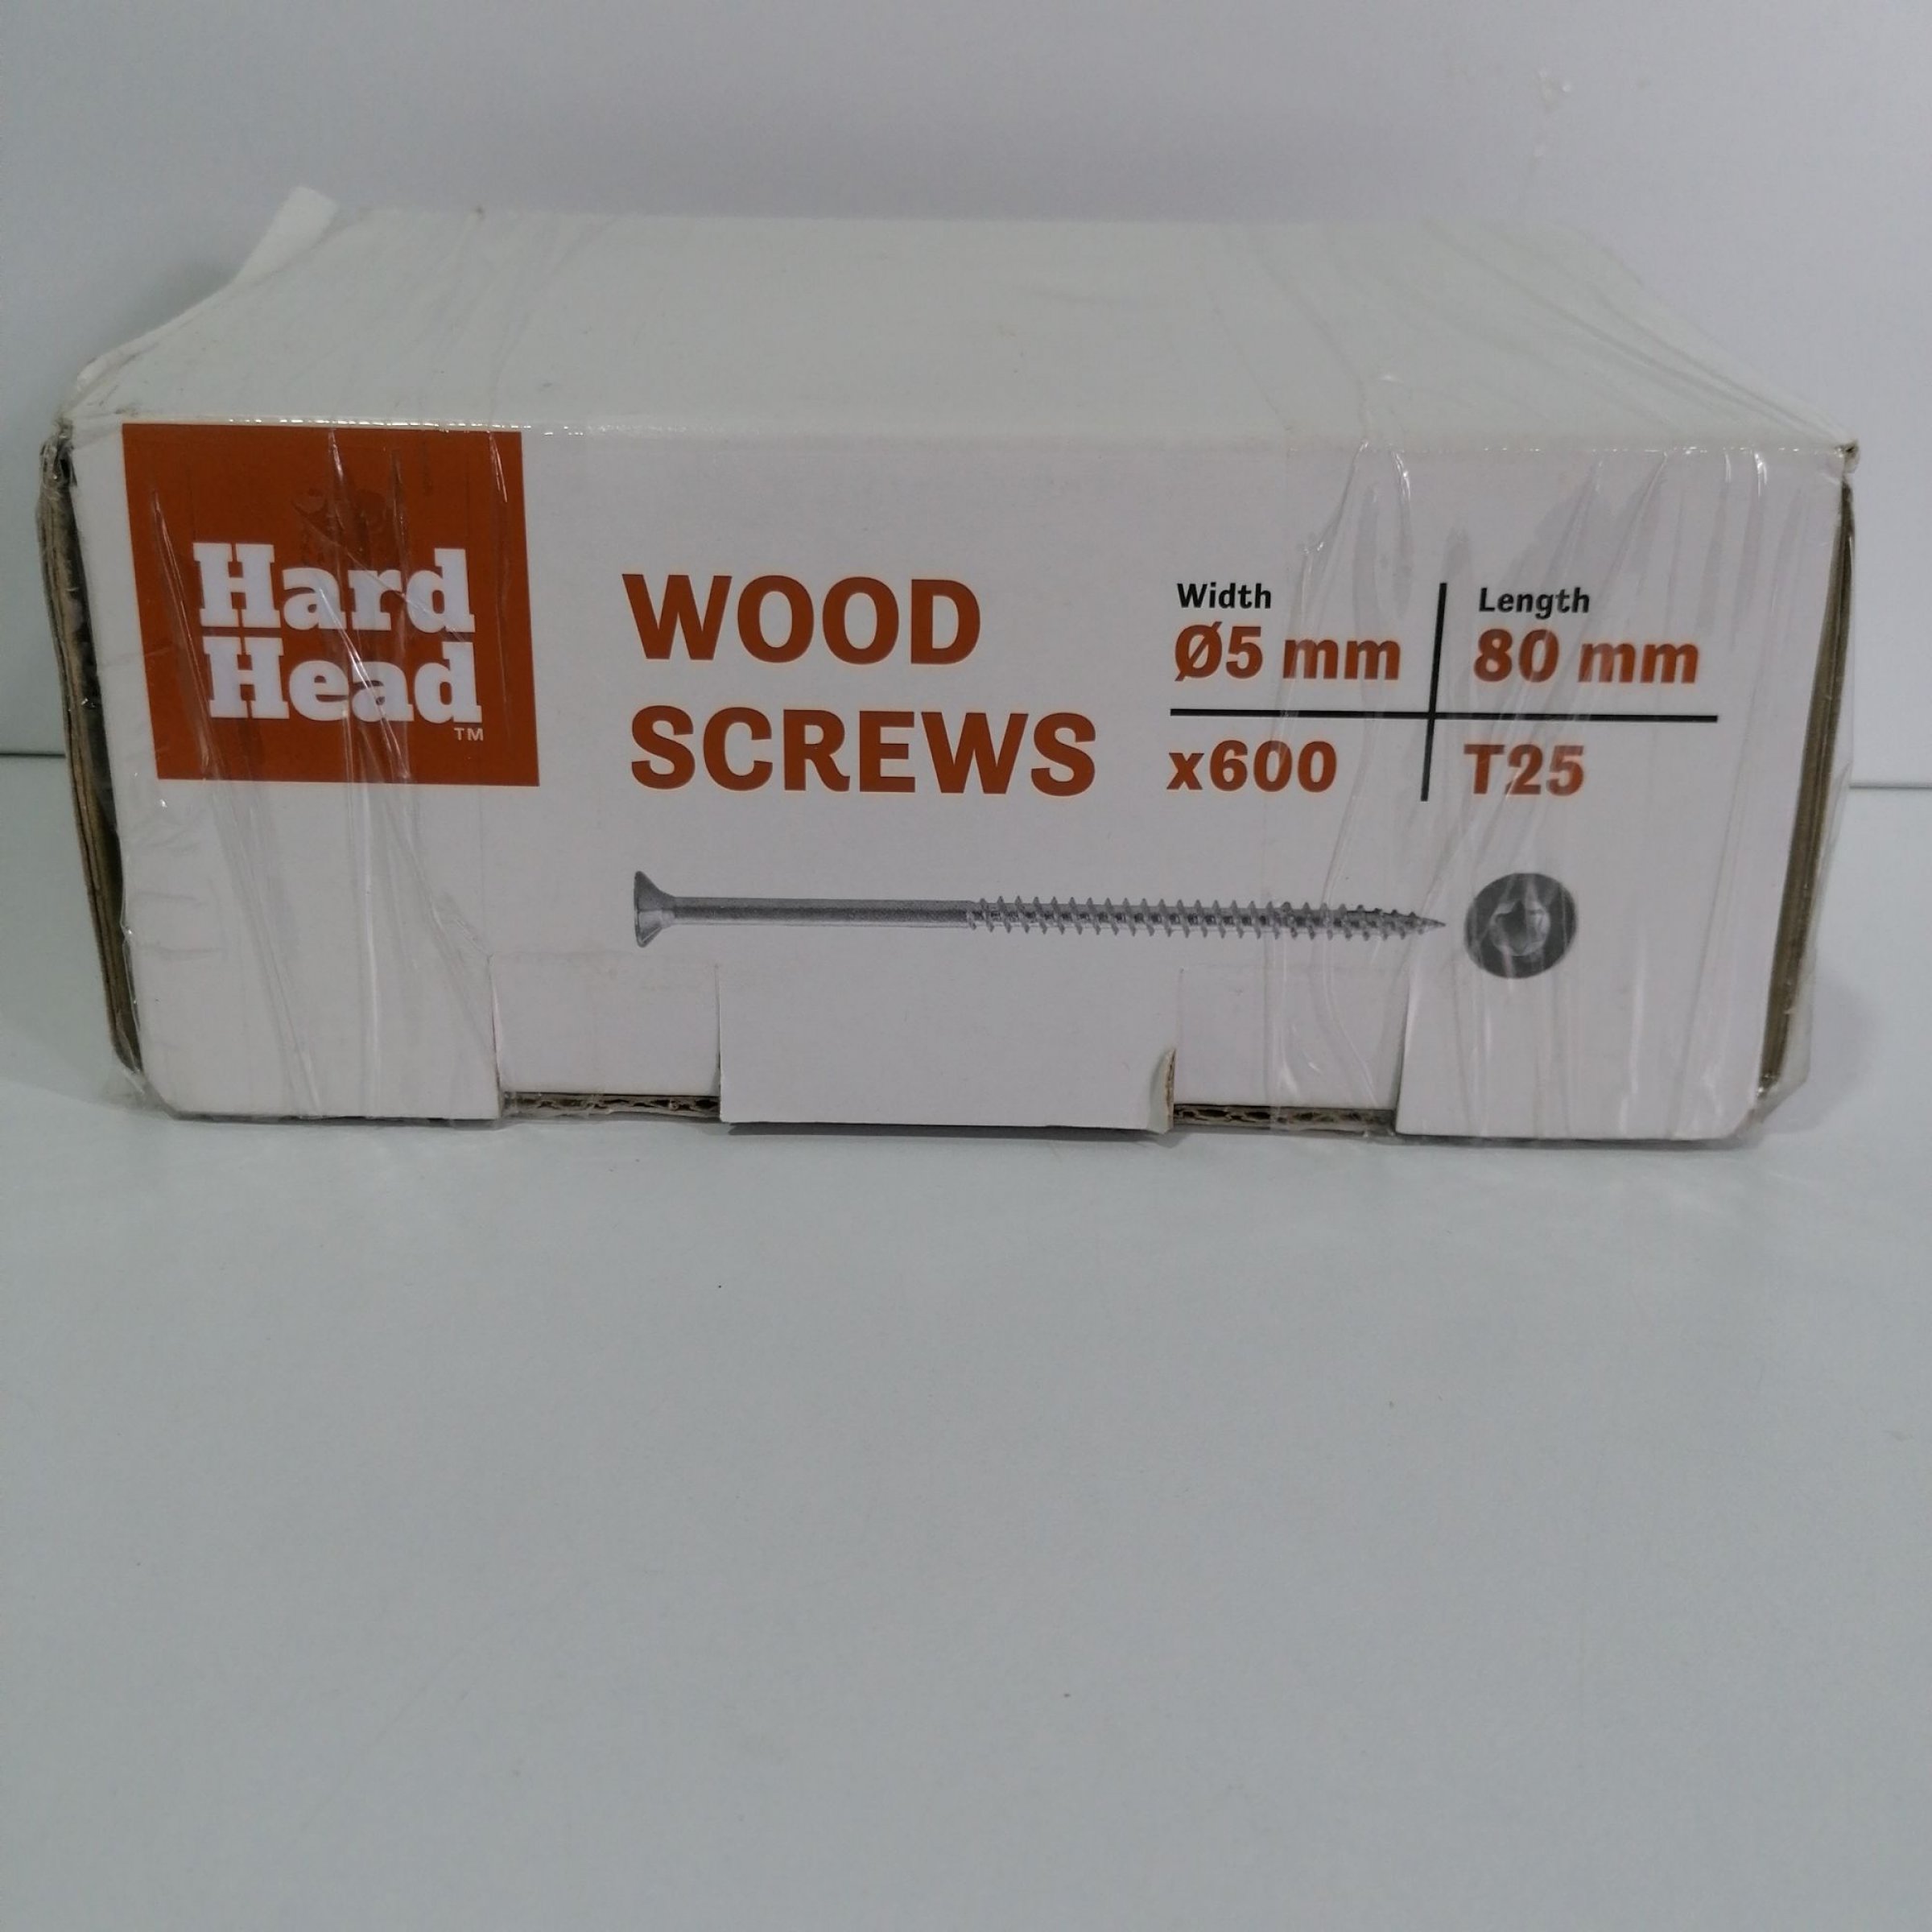 Hard
Head
TM
WOOD
SCREWS
Width
Ø5 mm
Length
80 mm
x600
T25